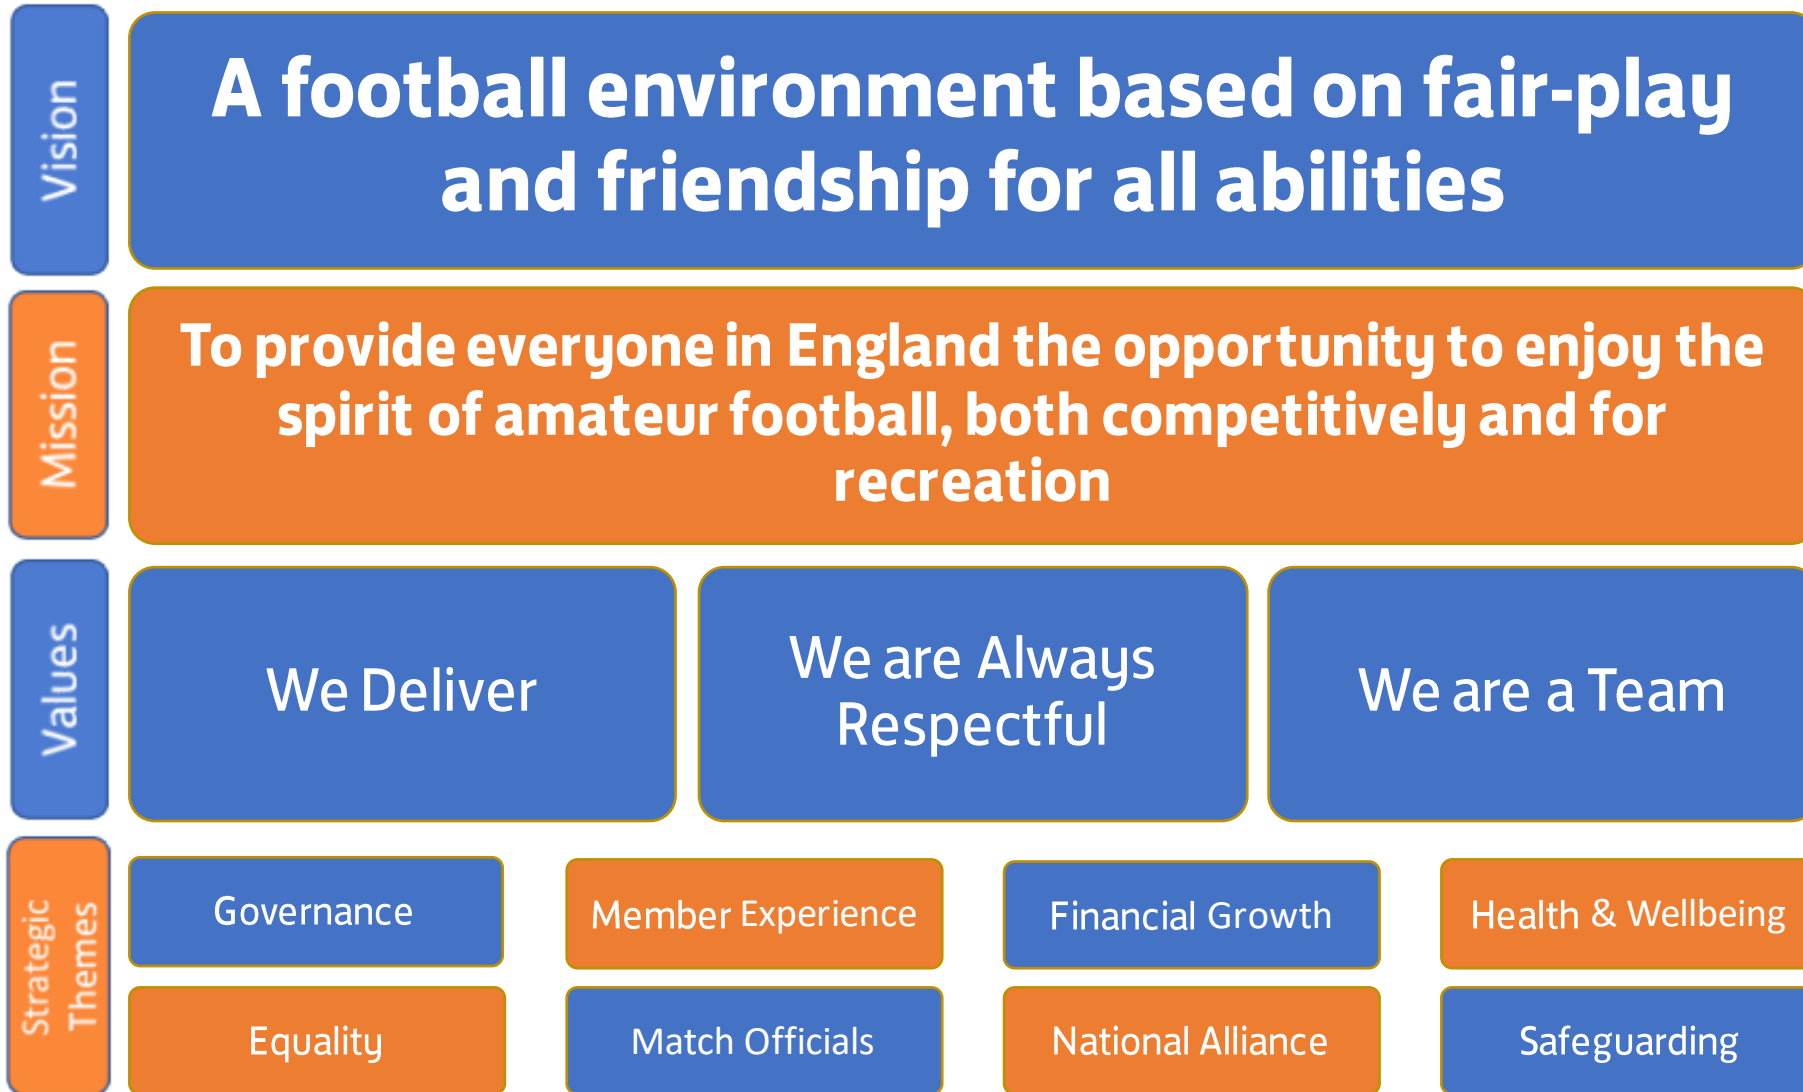 Vision
A football environment based on fair-play
and friendship for all abilities
Mission
To provide everyone in England the opportunity to enjoy the
spirit of amateur football, both competitively and for
recreation
Values
We Deliver
We are Always
Respectful
We are a Team
Strategic
Themes
Governance
Member Experience
Financial Growth
Health & Wellbeing
Equality
Match Officials
National Alliance
Safeguarding